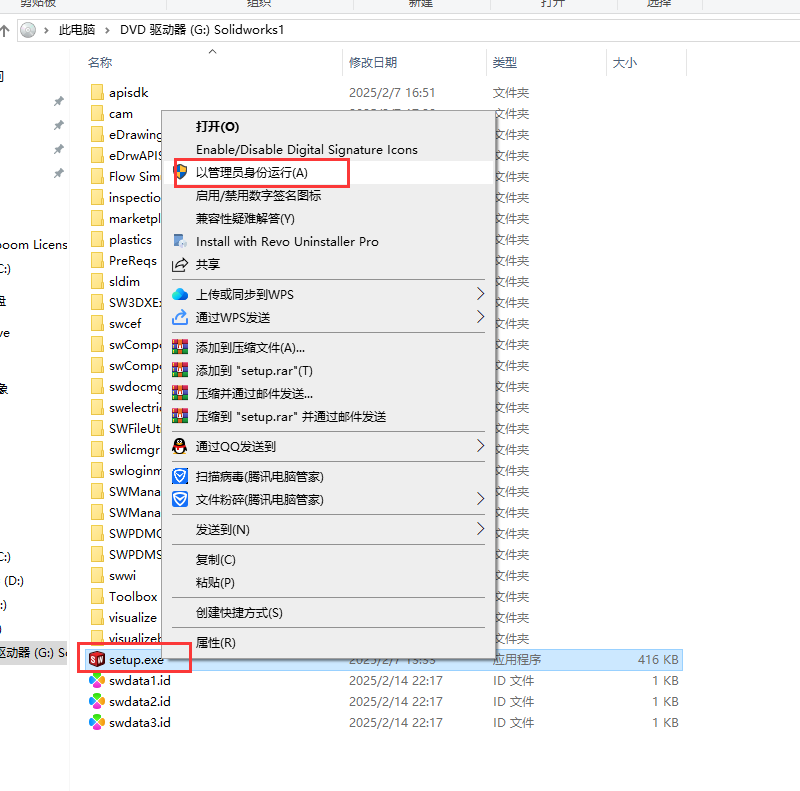 剪贴板 组织 新建 打开 选择
此电脑 DVD 驱动器 (G:) Solidworks1
名称 修改日期 类型 大小
apisdk 2025/2/7 16:51 文件夹
cam 文件夹
打开(O)
eDrawing 文件夹
Enable/Disable Digital Signature Icons
eDrwAPIS 文件夹
以管理员身份运行(A)
Flow Sim 文件夹
启用/禁用数字签名图标
inspectio 文件夹
兼容性疑难解答(Y)
marketpl 文件夹
Install with Revo Uninstaller Pro
plastics 文件夹
oom Licens
共享
PreReqs 文件夹
C:)
sldim 文件夹
上传或同步到WPS
SW3DXE 文件夹
盘
通过WPS发送
swcef 文件夹
ve
添加到压缩文件(A)...
swCompo 文件夹
添加到 "setup.rar"(T)
swCompo 文件夹
象
压缩并通过邮件发送...
swdocmg 文件夹
压缩到 "setup.rar" 并通过邮件发送
swelectric 文件夹
SWFileUt 文件夹
通过QQ发送到
swlicmgr 文件夹
扫描病毒(腾讯电脑管家)
swloginm 文件夹
文件粉碎(腾讯电脑管家)
SWMana 文件夹
SWMana 文件夹
发送到(N)
SWPDMC 文件夹
C:)
复制(C)
SWPDMS 文件夹
(D:)
粘贴(P)
swwi 文件夹
:)
Toolbox 文件夹
创建快捷方式(S)
visualize 文件夹
visualizeb 文件夹
属性(R)
驱动器 (G:) So
setup.exe 2025/2/7 15:55 应用程序 416 KB
swdata1.id 2025/2/14 22:17 ID 文件 1 KB
swdata2.id 2025/2/14 22:17 ID 文件 1 KB
swdata3.id 2025/2/14 22:17 ID 文件 1 KB